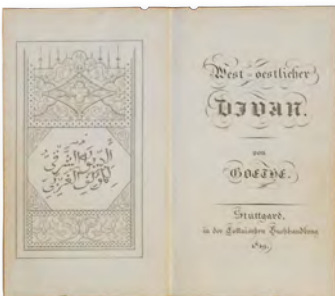 الديوان الشرقي
للمؤلف الغربي
West-oestlicher
DIVAN.
von
GOETHE.
Stuttgard,
in der Cottaischen Buchhandlung
1819.